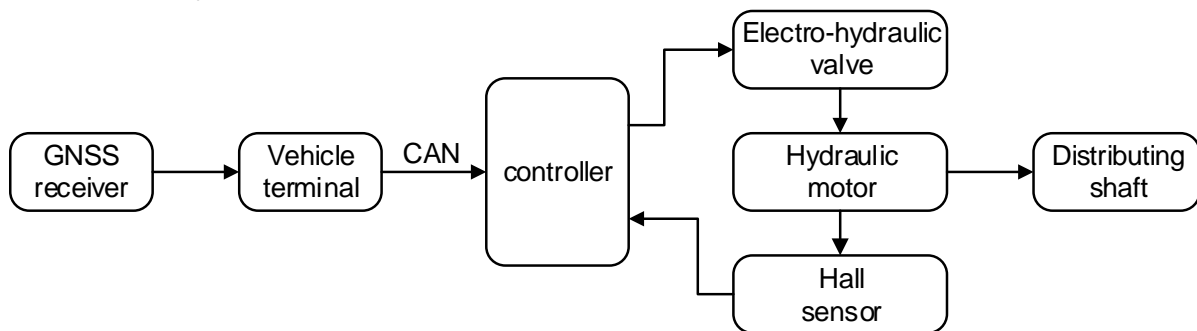 Electro-hydraulic
valve
GNSS
receiver
Vehicle
terminal
CAN
controller
Hydraulic
motor
Distributing
shaft
Hall
sensor